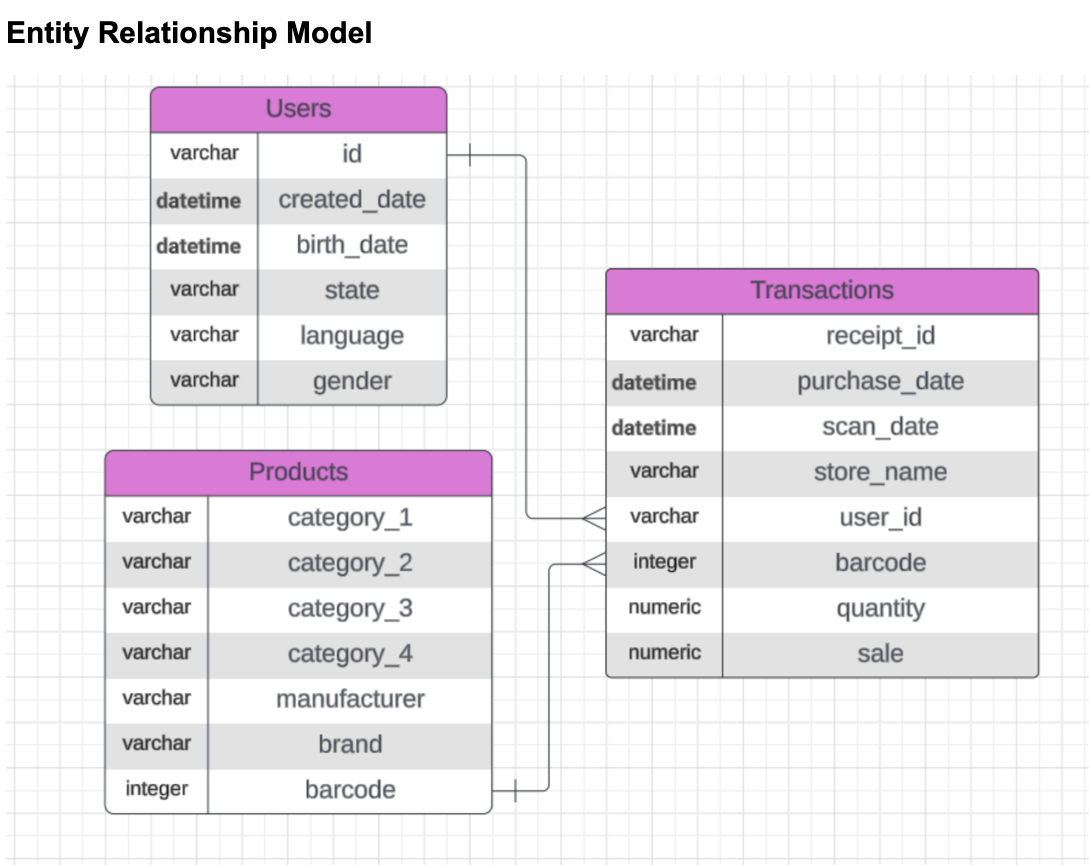 Entity Relationship Model
Users
varchar id
datetime created_date
datetime birth_date
varchar state
varchar language
varchar gender
Transactions
varchar receipt_id
datetime purchase_date
datetime scan_date
varchar store_name
varchar user_id
integer barcode
numeric quantity
numeric sale
Products
varchar category_1
varchar category_2
varchar category_3
varchar category_4
varchar manufacturer
varchar brand
integer barcode